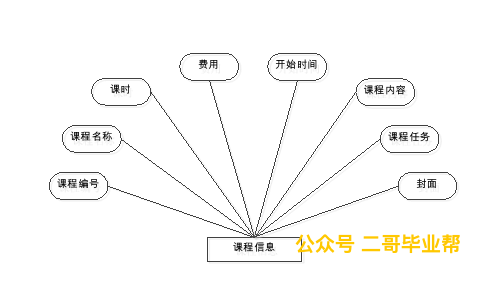 费用
开始时间
课时
课程内容
课程名称
课程任务
课程编号
封面
课程信息
公众号 二哥毕业帮